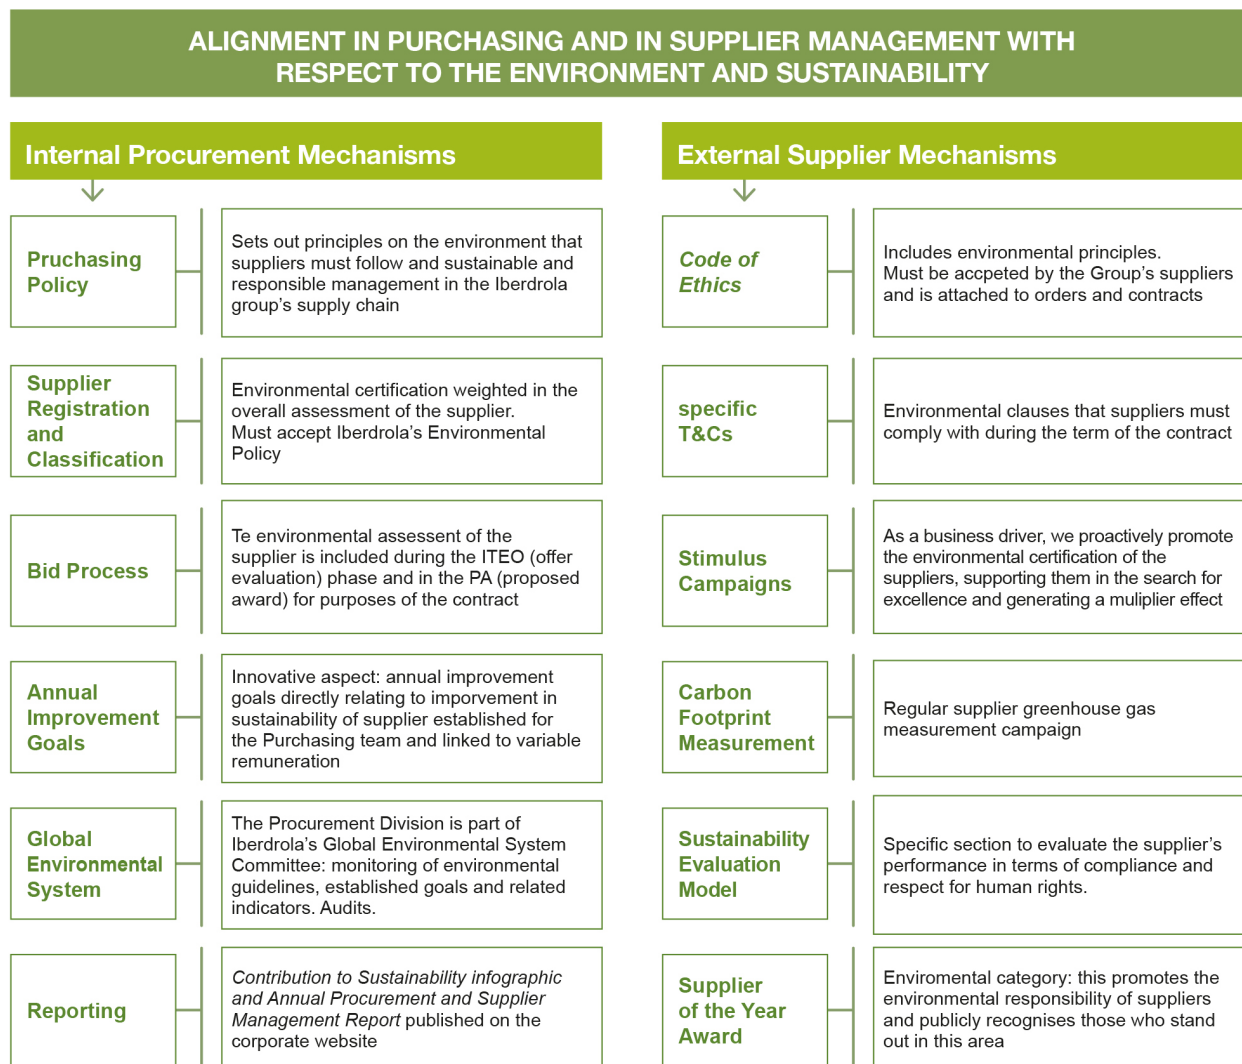 ALIGNMENT IN PURCHASING AND IN SUPPLIER MANAGEMENT WITH
RESPECT TO THE ENVIRONMENT AND SUSTAINABILITY
Internal Procurement Mechanisms
Pruchasing
Policy
Sets out principles on the environment that
suppliers must follow and sustainable and
responsible management in the Iberdrola
group's supply chain
Supplier
Registration
and
Classification
Environmental certification weighted in the
overall assessment of the supplier.
Must accept Iberdrola's Environmental
Policy
Bid Process
Te environmental assessent of the
supplier is included during the ITEO (offer
evaluation) phase and in the PA (proposed
award) for purposes of the contract
Annual
Improvement
Goals
Innovative aspect: annual improvement
goals directly relating to imporvement in
sustainability of supplier established for
the Purchasing team and linked to variable
remuneration
Global
Environmental
System
The Procurement Division is part of
Iberdrola's Global Environmental System
Committee: monitoring of environmental
guidelines, established goals and related
indicators. Audits.
Reporting
Contribution to Sustainability infographic
and Annual Procurement and Supplier
Management Report published on the
corporate website
External Supplier Mechanisms
Code of
Ethics
Includes environmental principles.
Must be accpeted by the Group's suppliers
and is attached to orders and contracts
specific
T&Cs
Environmental clauses that suppliers must
comply with during the term of the contract
Stimulus
Campaigns
As a business driver, we proactively promote
the environmental certification of the
suppliers, supporting them in the search for
excellence and generating a muliplier effect
Carbon
Footprint
Measurement
Regular supplier greenhouse gas
measurement campaign
Sustainability
Evaluation
Model
Specific section to evaluate the supplier's
performance in terms of compliance and
respect for human rights.
Supplier
of the Year
Award
Enviromental category: this promotes the
environmental responsibility of suppliers
and publicly recognises those who stand
out in this area